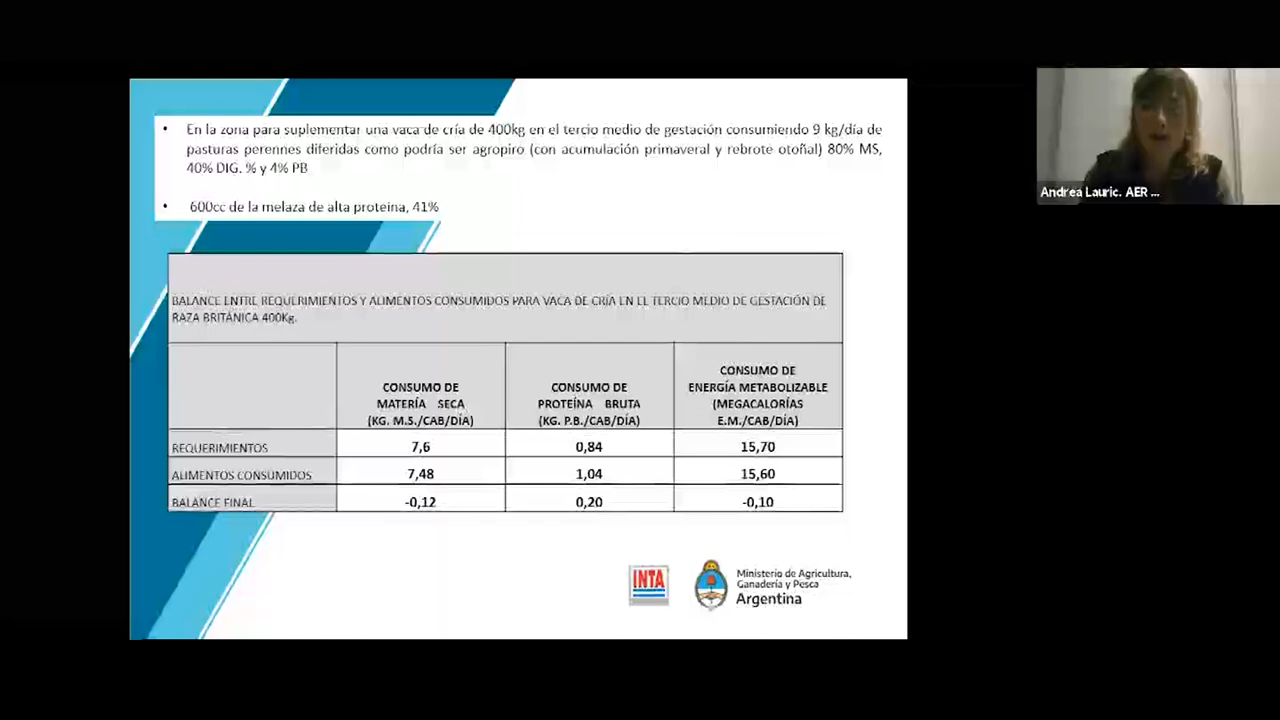 • En la zona para suplementar una vaca de cría de 400kg en el tercio medio de gestación consumiendo 9 kg/día de
pasturas perennes diferidas como podría ser agropiro (con acumulación primaveral y rebrote otoñal) 80% MS,
40% DIG. % y 4% PB
• 600cc de la melaza de alta proteina, 41%
BALANCE ENTRE REQUERIMIENTOS Y ALIMENTOS CONSUMIDOS PARA VACA DE CRÍA EN EL TERCIO MEDIO DE GESTACIÓN DE
RAZA BRITÁNICA 400Kg.
CONSUMO DE
MATERÍA SECA
(KG. M.S./CAB/DÍA)
CONSUMO DE
PROTEÍNA BRUTA
(KG. P.B./CAB/DÍA)
CONSUMO DE
ENERGÍA METABOLIZABLE
(MEGACALORÍAS
E.M./CAB/DÍA)
REQUERIMIENTOS 7,6 0,84 15,70
ALIMENTOS CONSUMIDOS 7,48 1,04 15,60
BALANCE FINAL -0,12 0,20 -0,10
INTA
Ministerio de Agricultura,
Ganadería y Pesca
Argentina
Andrea Lauric. AER ...